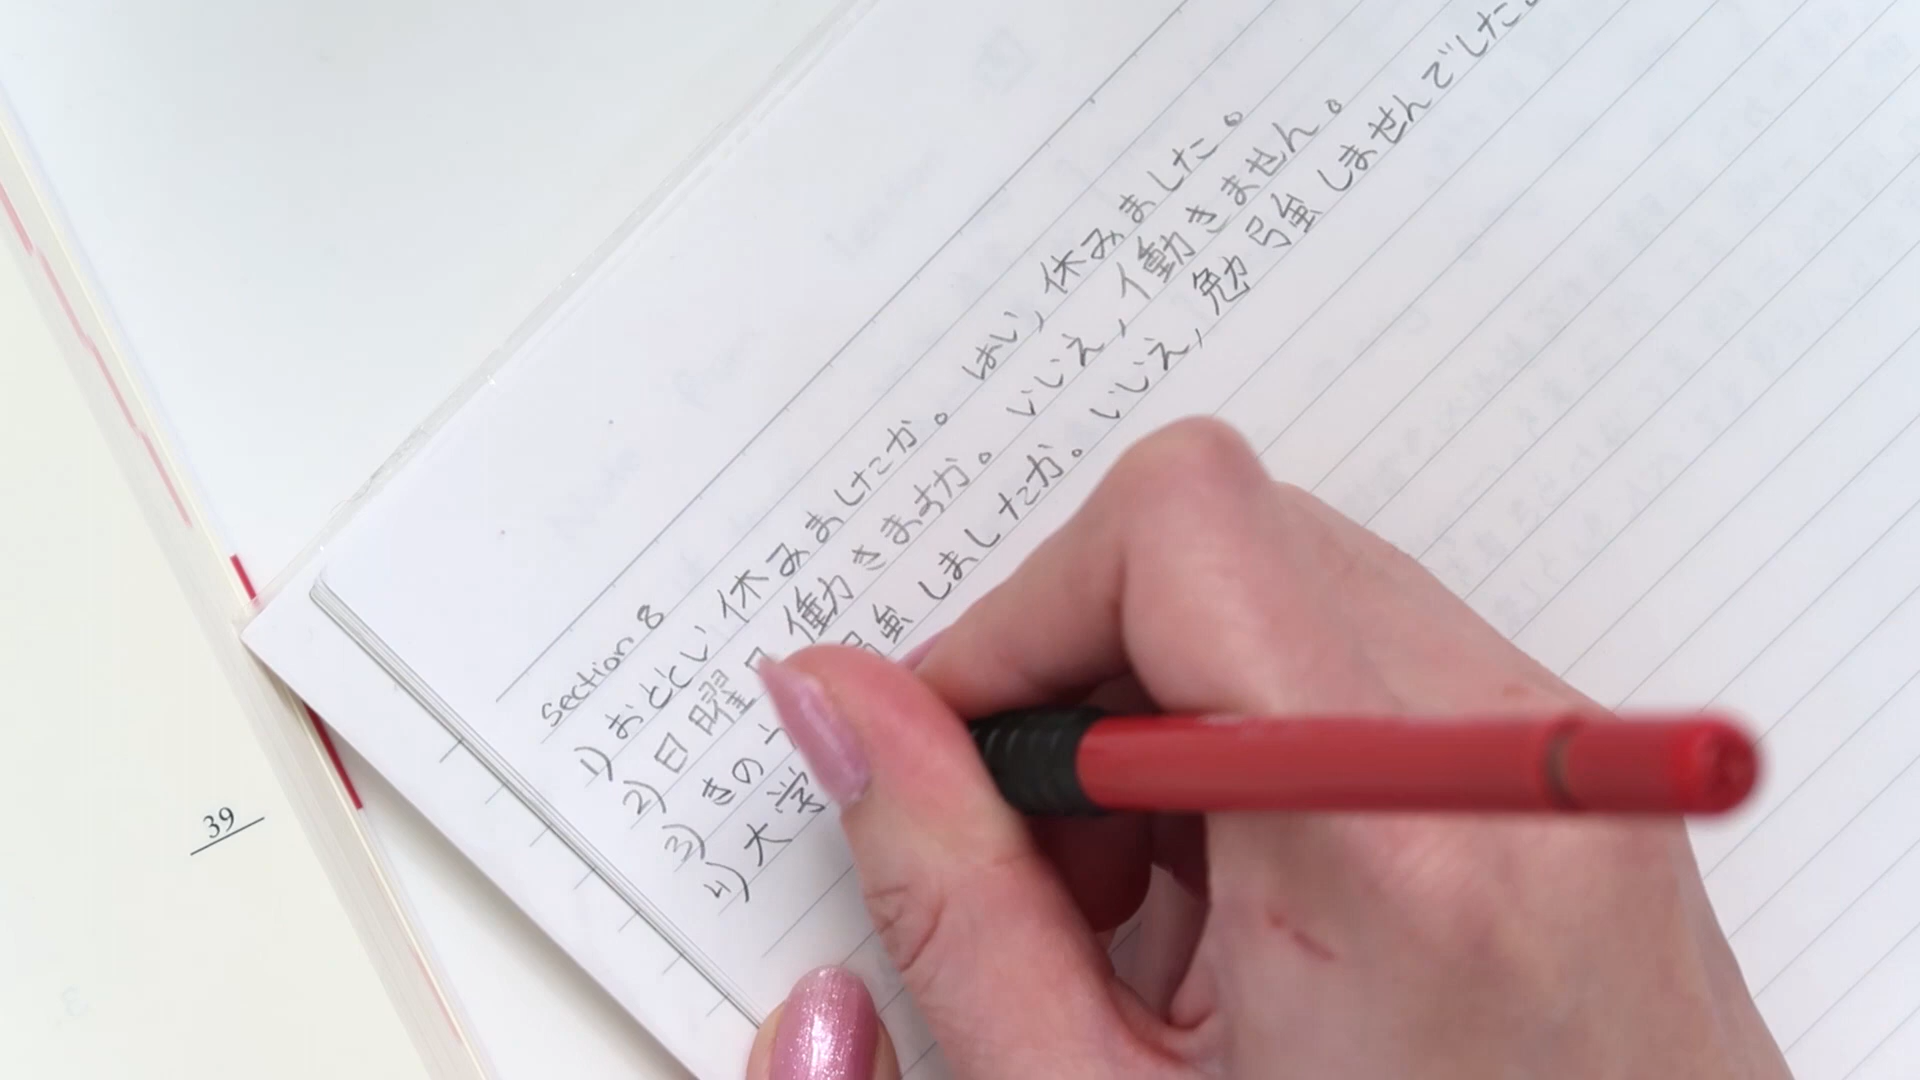 Section 8
1) おととい 休みましたか。 はい, 休みました。
2) 日曜日 働きますか。 いいえ, 働きません。
3) きのう 強しましたか。 いいえ, 勉強しませんでした。
4) 大学
39